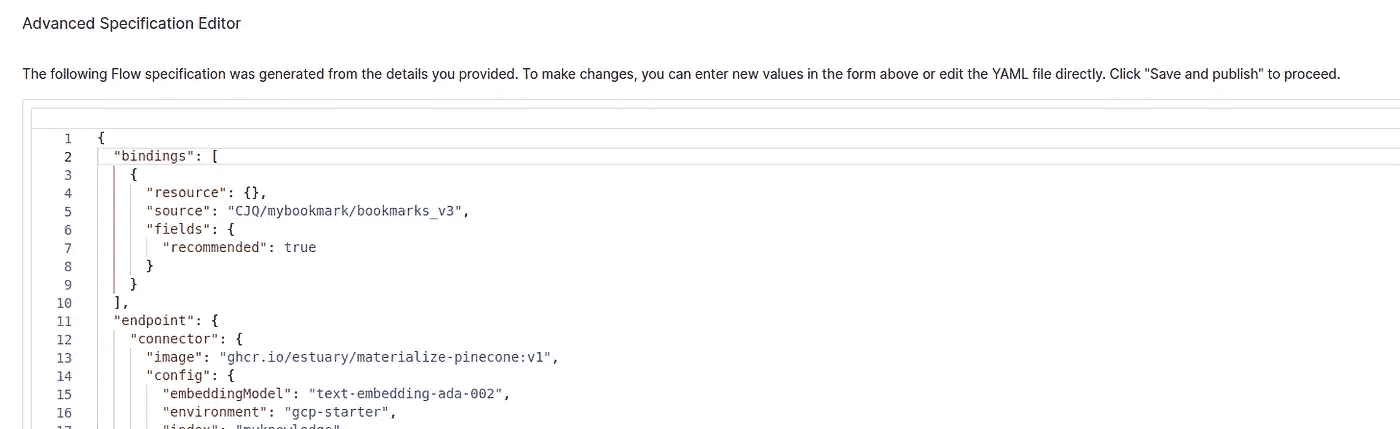 Advanced Specification Editor
The following Flow specification was generated from the details you provided. To make changes, you can enter new values in the form above or edit the YAML file directly. Click "Save and publish" to proceed.
1 {
2 "bindings": [
3 {
4 "resource": {},
5 "source": "CJQ/mybookmark/bookmarks_v3",
6 "fields": {
7 "recommended": true
8 }
9 }
10 ],
11 "endpoint": {
12 "connector": {
13 "image": "ghcr.io/estuary/materialize-pinecone:v1",
14 "config": {
15 "embeddingModel": "text-embedding-ada-002",
16 "environment": "gcp-starter",
17 "index": "myknowledge"